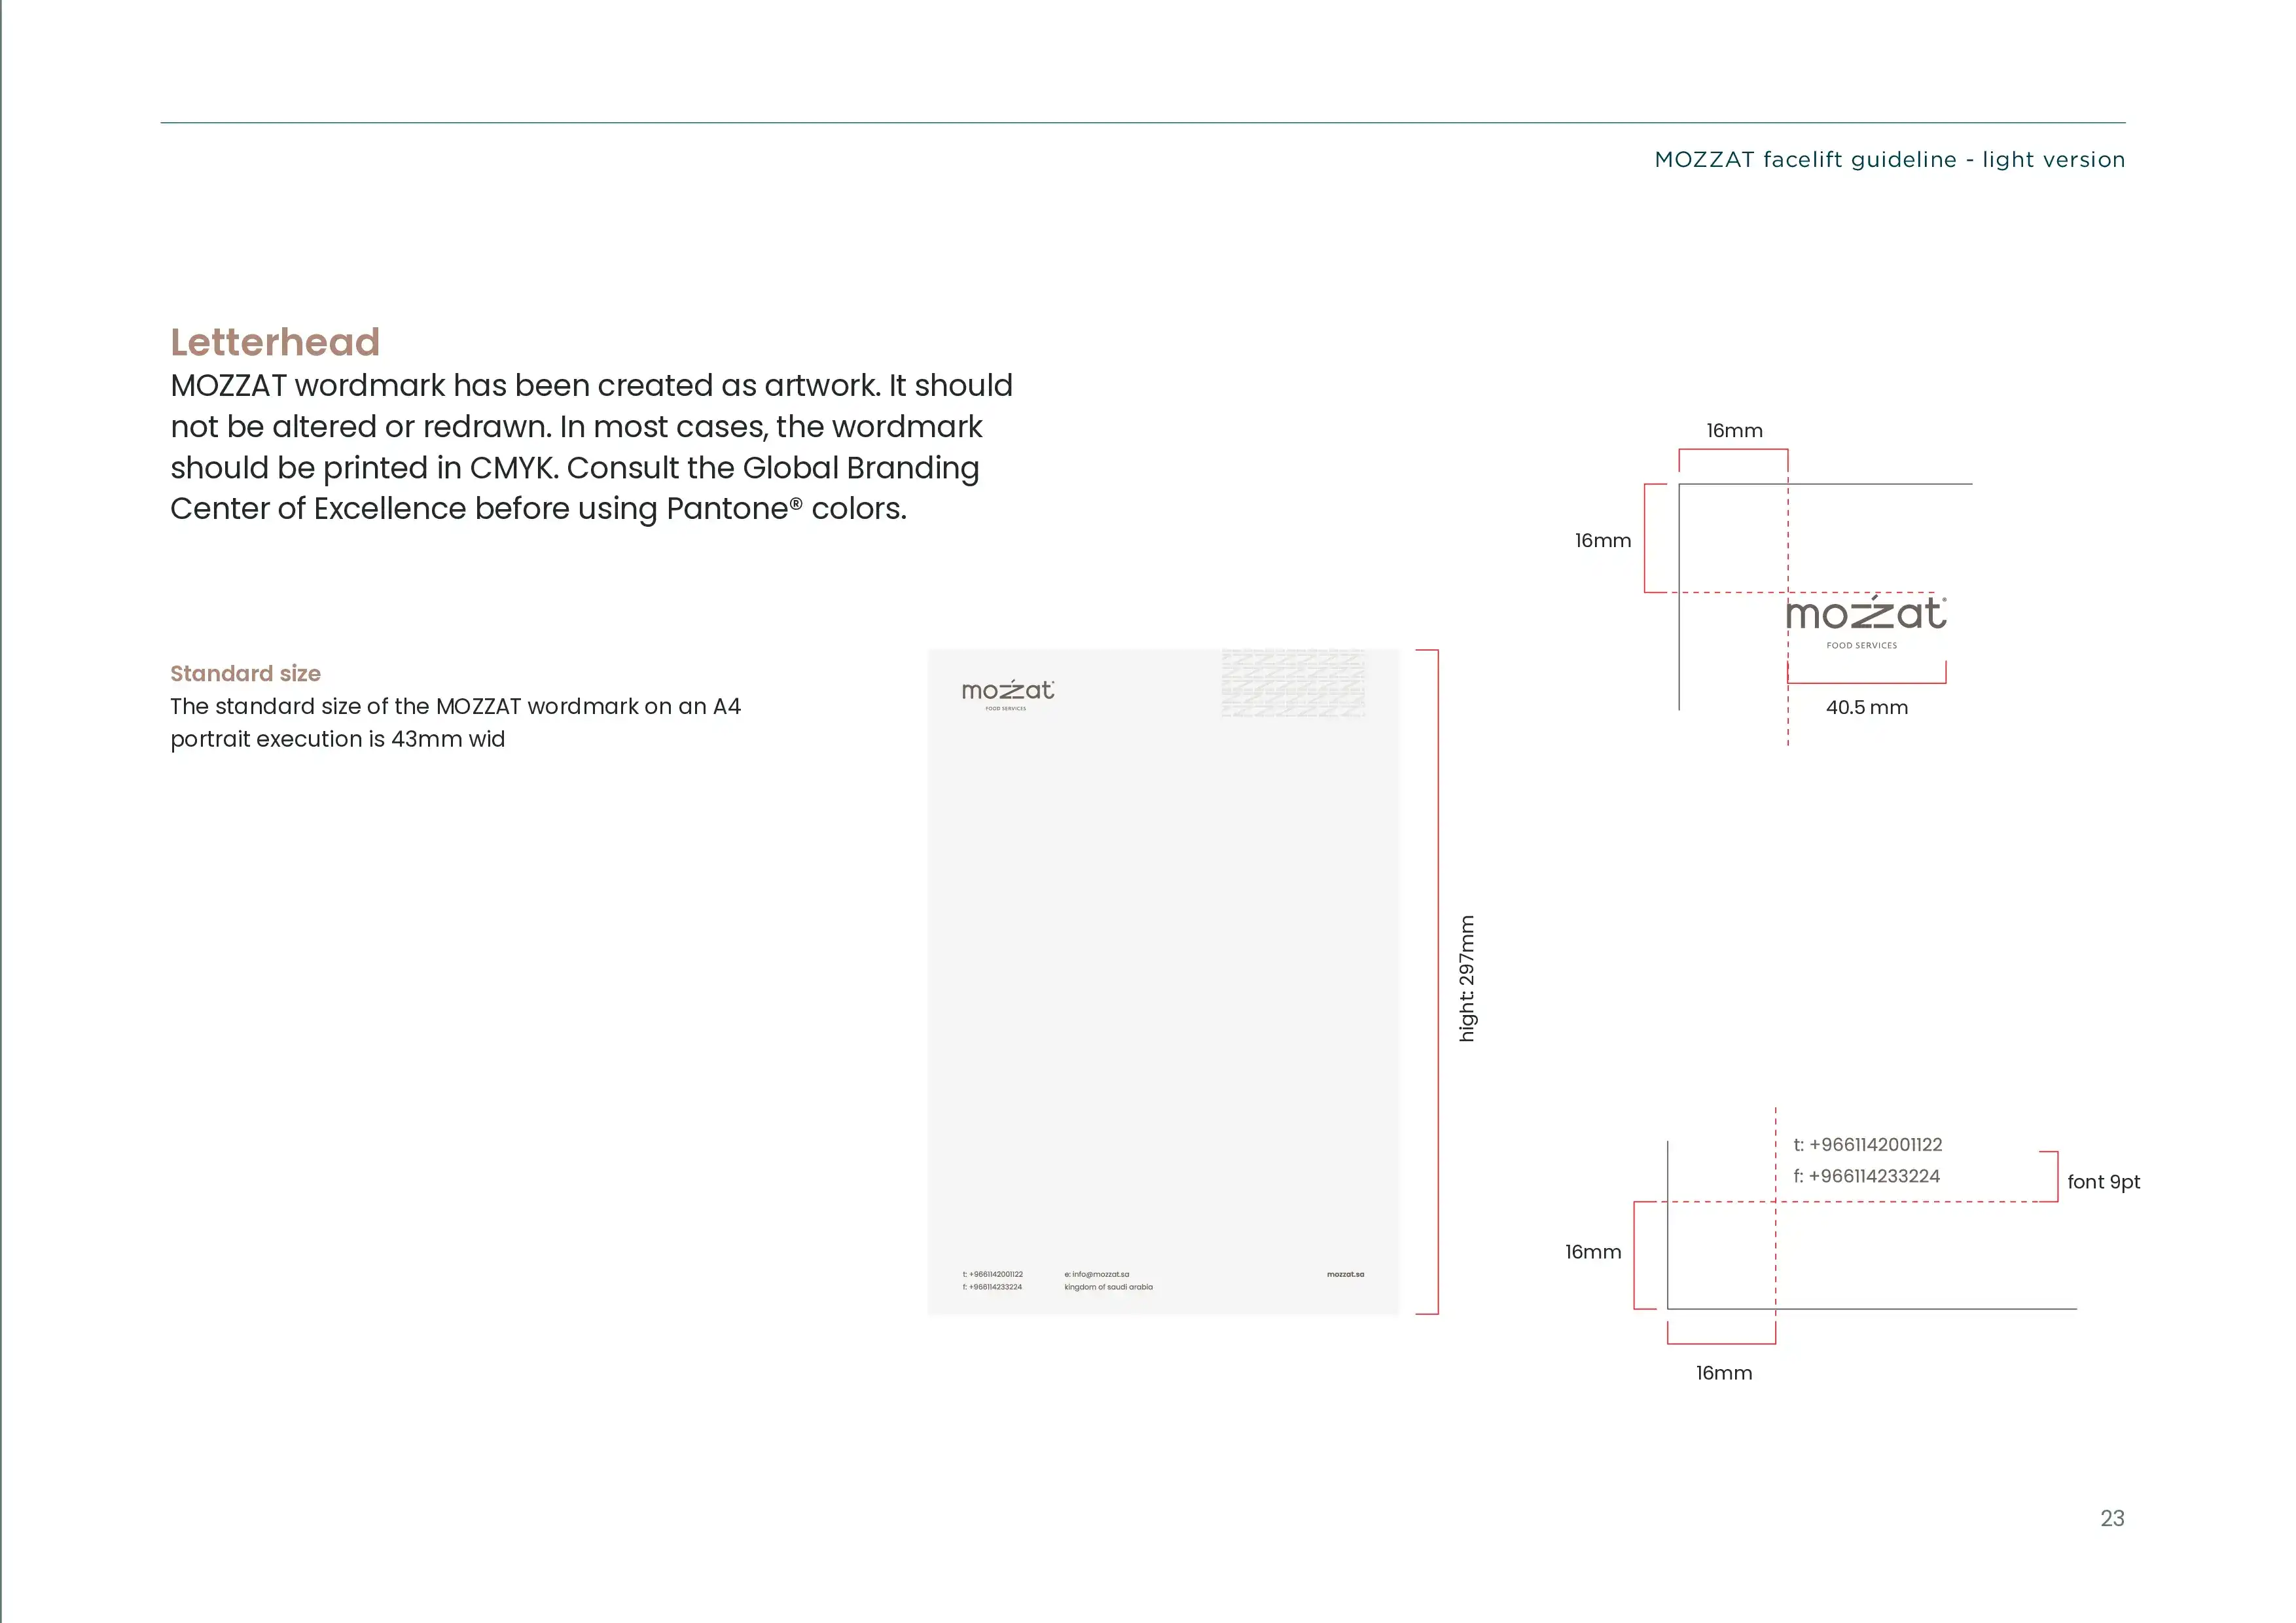 MOZZAT facelift guideline - light version
Letterhead
MOZZAT wordmark has been created as artwork. It should
not be altered or redrawn. In most cases, the wordmark
should be printed in CMYK. Consult the Global Branding
Center of Excellence before using Pantone® colors.
Standard size
The standard size of the MOZZAT wordmark on an A4
portrait execution is 43mm wid
mozzat
FOOD SERVICES
hight: 297mm
t: +9661142001122
f: +966114233224
e: info@mozzat.sa
kingdom of saudi arabia
mozzat.sa
16mm
16mm
mozzat
FOOD SERVICES
40.5 mm
t: +9661142001122
f: +966114233224
font 9pt
16mm
16mm
23